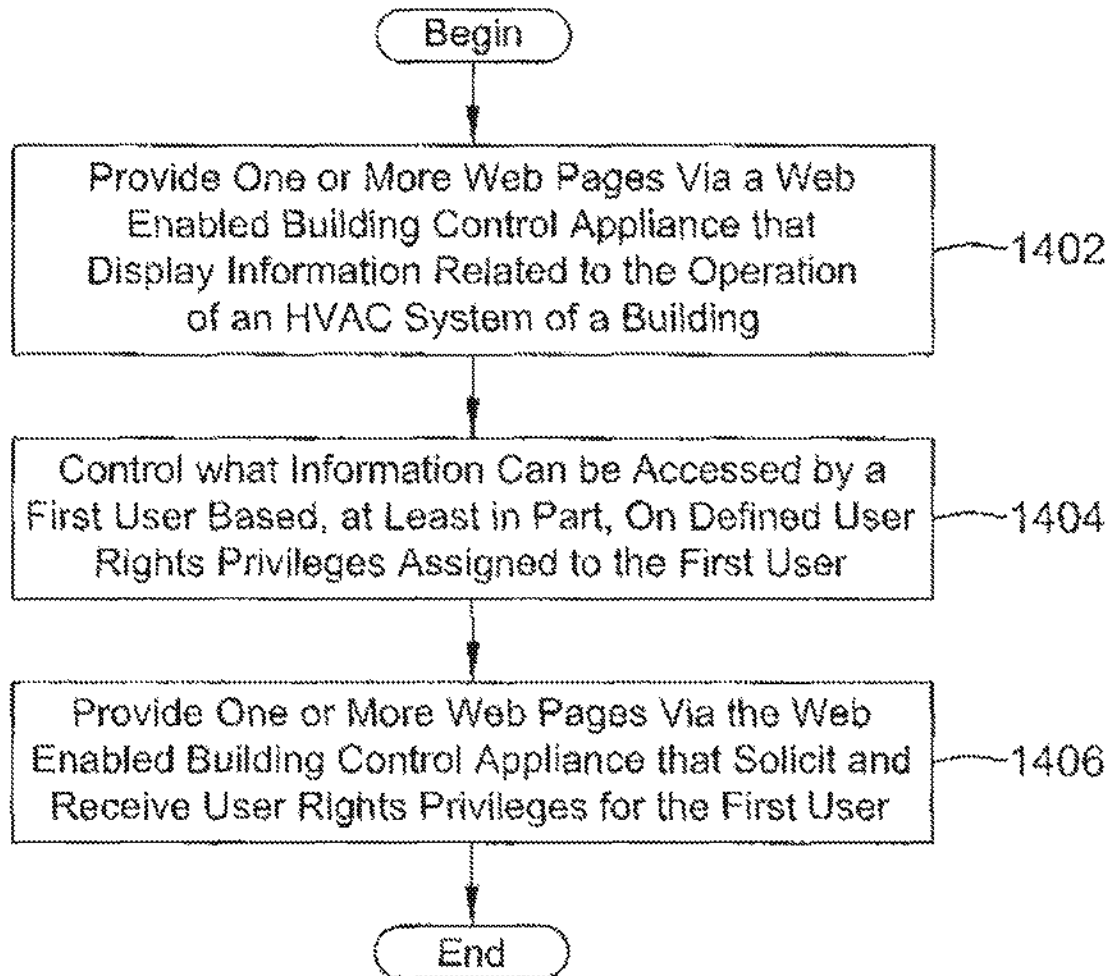 Begin
Provide One or More Web Pages Via a Web
Enabled Building Control Appliance that
Display Information Related to the Operation
of an HVAC System of a Building
1402
Control what Information Can be Accessed by a
First User Based, at Least in Part, On Defined User
Rights Privileges Assigned to the First User
1404
Provide One or More Web Pages Via the Web
Enabled Building Control Appliance that Solicit and
Receive User Rights Privileges for the First User
1406
End